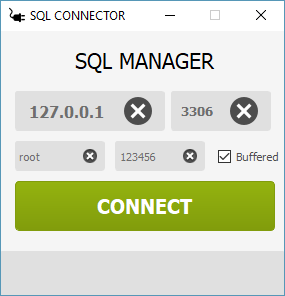 SQL CONNECTOR
SQL MANAGER
127.0.0.1 3306
root 123456 Buffered
CONNECT